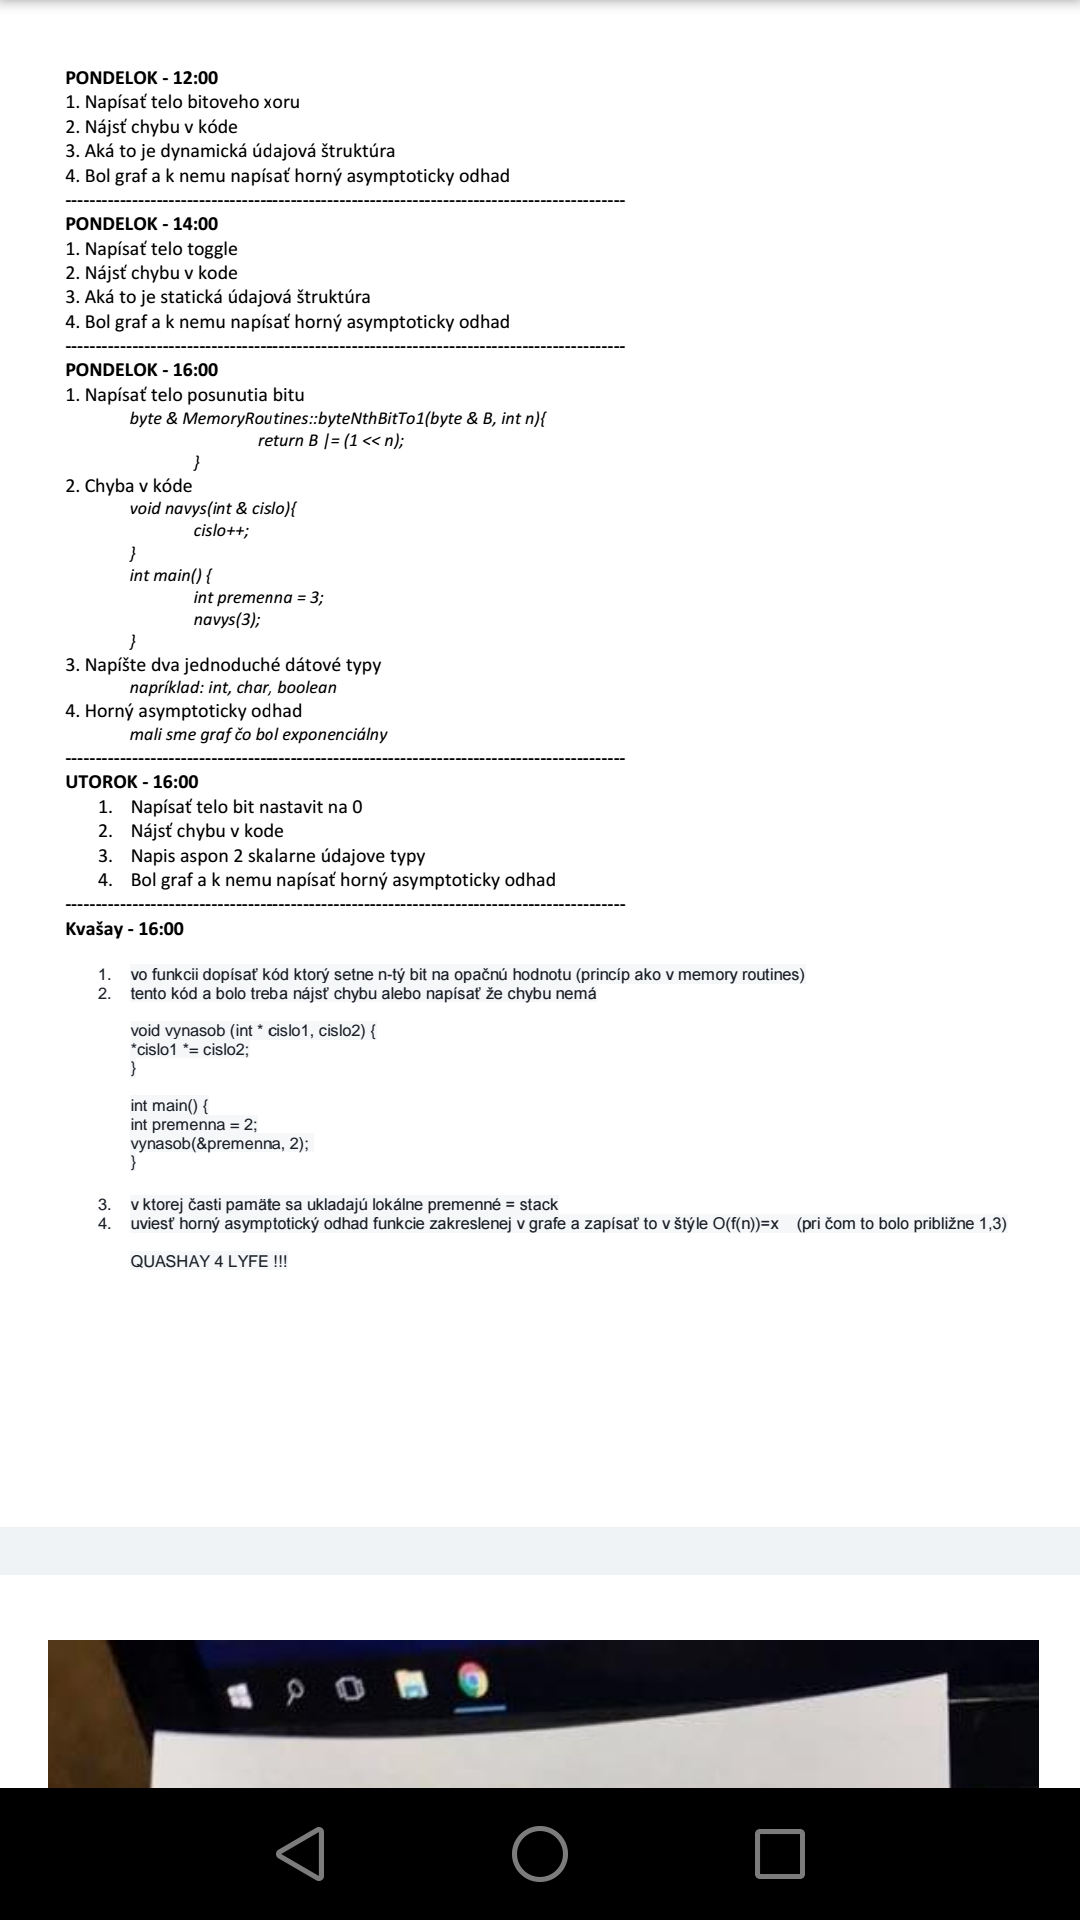 PONDELOK - 12:00
1. Napísať telo bitoveho xoru
2. Nájsť chybu v kóde
3. Aká to je dynamická údajová štruktúra
4. Bol graf a k nemu napísať horný asymptoticky odhad
--------------------------------------------------------------------------------------------
PONDELOK - 14:00
1. Napísať telo toggle
2. Nájsť chybu v kode
3. Aká to je statická údajová štruktúra
4. Bol graf a k nemu napísať horný asymptoticky odhad
--------------------------------------------------------------------------------------------
PONDELOK - 16:00
1. Napísať telo posunutia bitu
byte & MemoryRoutines::byteNthBitTo1(byte & B, int n){
return B |= (1 << n);
}
2. Chyba v kóde
void navys(int & cislo){
cislo++;
}
int main() {
int premenna = 3;
navys(3);
}
3. Napíšte dva jednoduché dátové typy
napríklad: int, char, boolean
4. Horný asymptoticky odhad
mali sme graf čo bol exponenciálny
--------------------------------------------------------------------------------------------
UTOROK - 16:00
1. Napísať telo bit nastavit na 0
2. Nájsť chybu v kode
3. Napis aspon 2 skalarne údajove typy
4. Bol graf a k nemu napísať horný asymptoticky odhad
--------------------------------------------------------------------------------------------
Kvašay - 16:00
1. vo funkcii dopísať kód ktorý setne n-tý bit na opačnú hodnotu (princíp ako v memory routines)
2. tento kód a bolo treba nájsť chybu alebo napísať že chybu nemá
void vynasob (int * cislo1, cislo2) {
*cislo1 *= cislo2;
}
int main() {
int premenna = 2;
vynasob(&premenna, 2);
}
3. v ktorej časti pamäte sa ukladajú lokálne premenné = stack
4. uviesť horný asymptotický odhad funkcie zakreslenej v grafe a zapísať to v štýle O(f(n))=x (pri čom to bolo približne 1,3)
QUASHAY 4 LYFE !!!